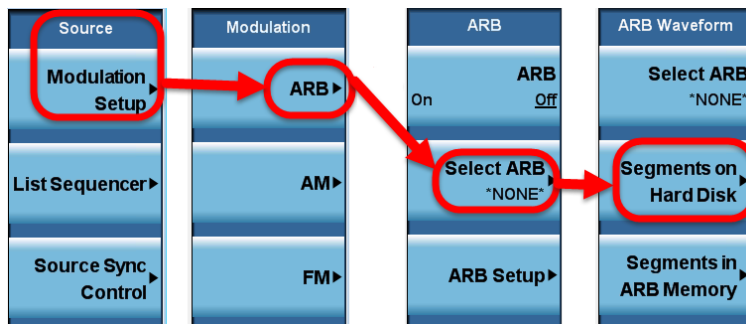 Source
Modulation
Setup
List Sequencer
Source Sync
Control
Modulation
ARB
AM
FM
ARB
ARB
On Off
Select ARB
*NONE*
ARB Setup
ARB Waveform
Select ARB
*NONE*
Segments on
Hard Disk
Segments in
ARB Memory